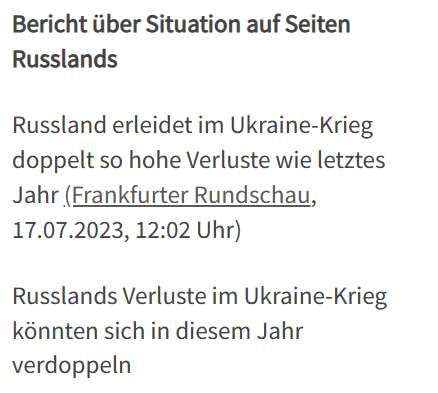 Bericht über Situation auf Seiten
Russlands
Russland erleidet im Ukraine-Krieg
doppelt so hohe Verluste wie letztes
Jahr (Frankfurter Rundschau,
17.07.2023, 12:02 Uhr)
Russlands Verluste im Ukraine-Krieg
könnten sich in diesem Jahr
verdoppeln